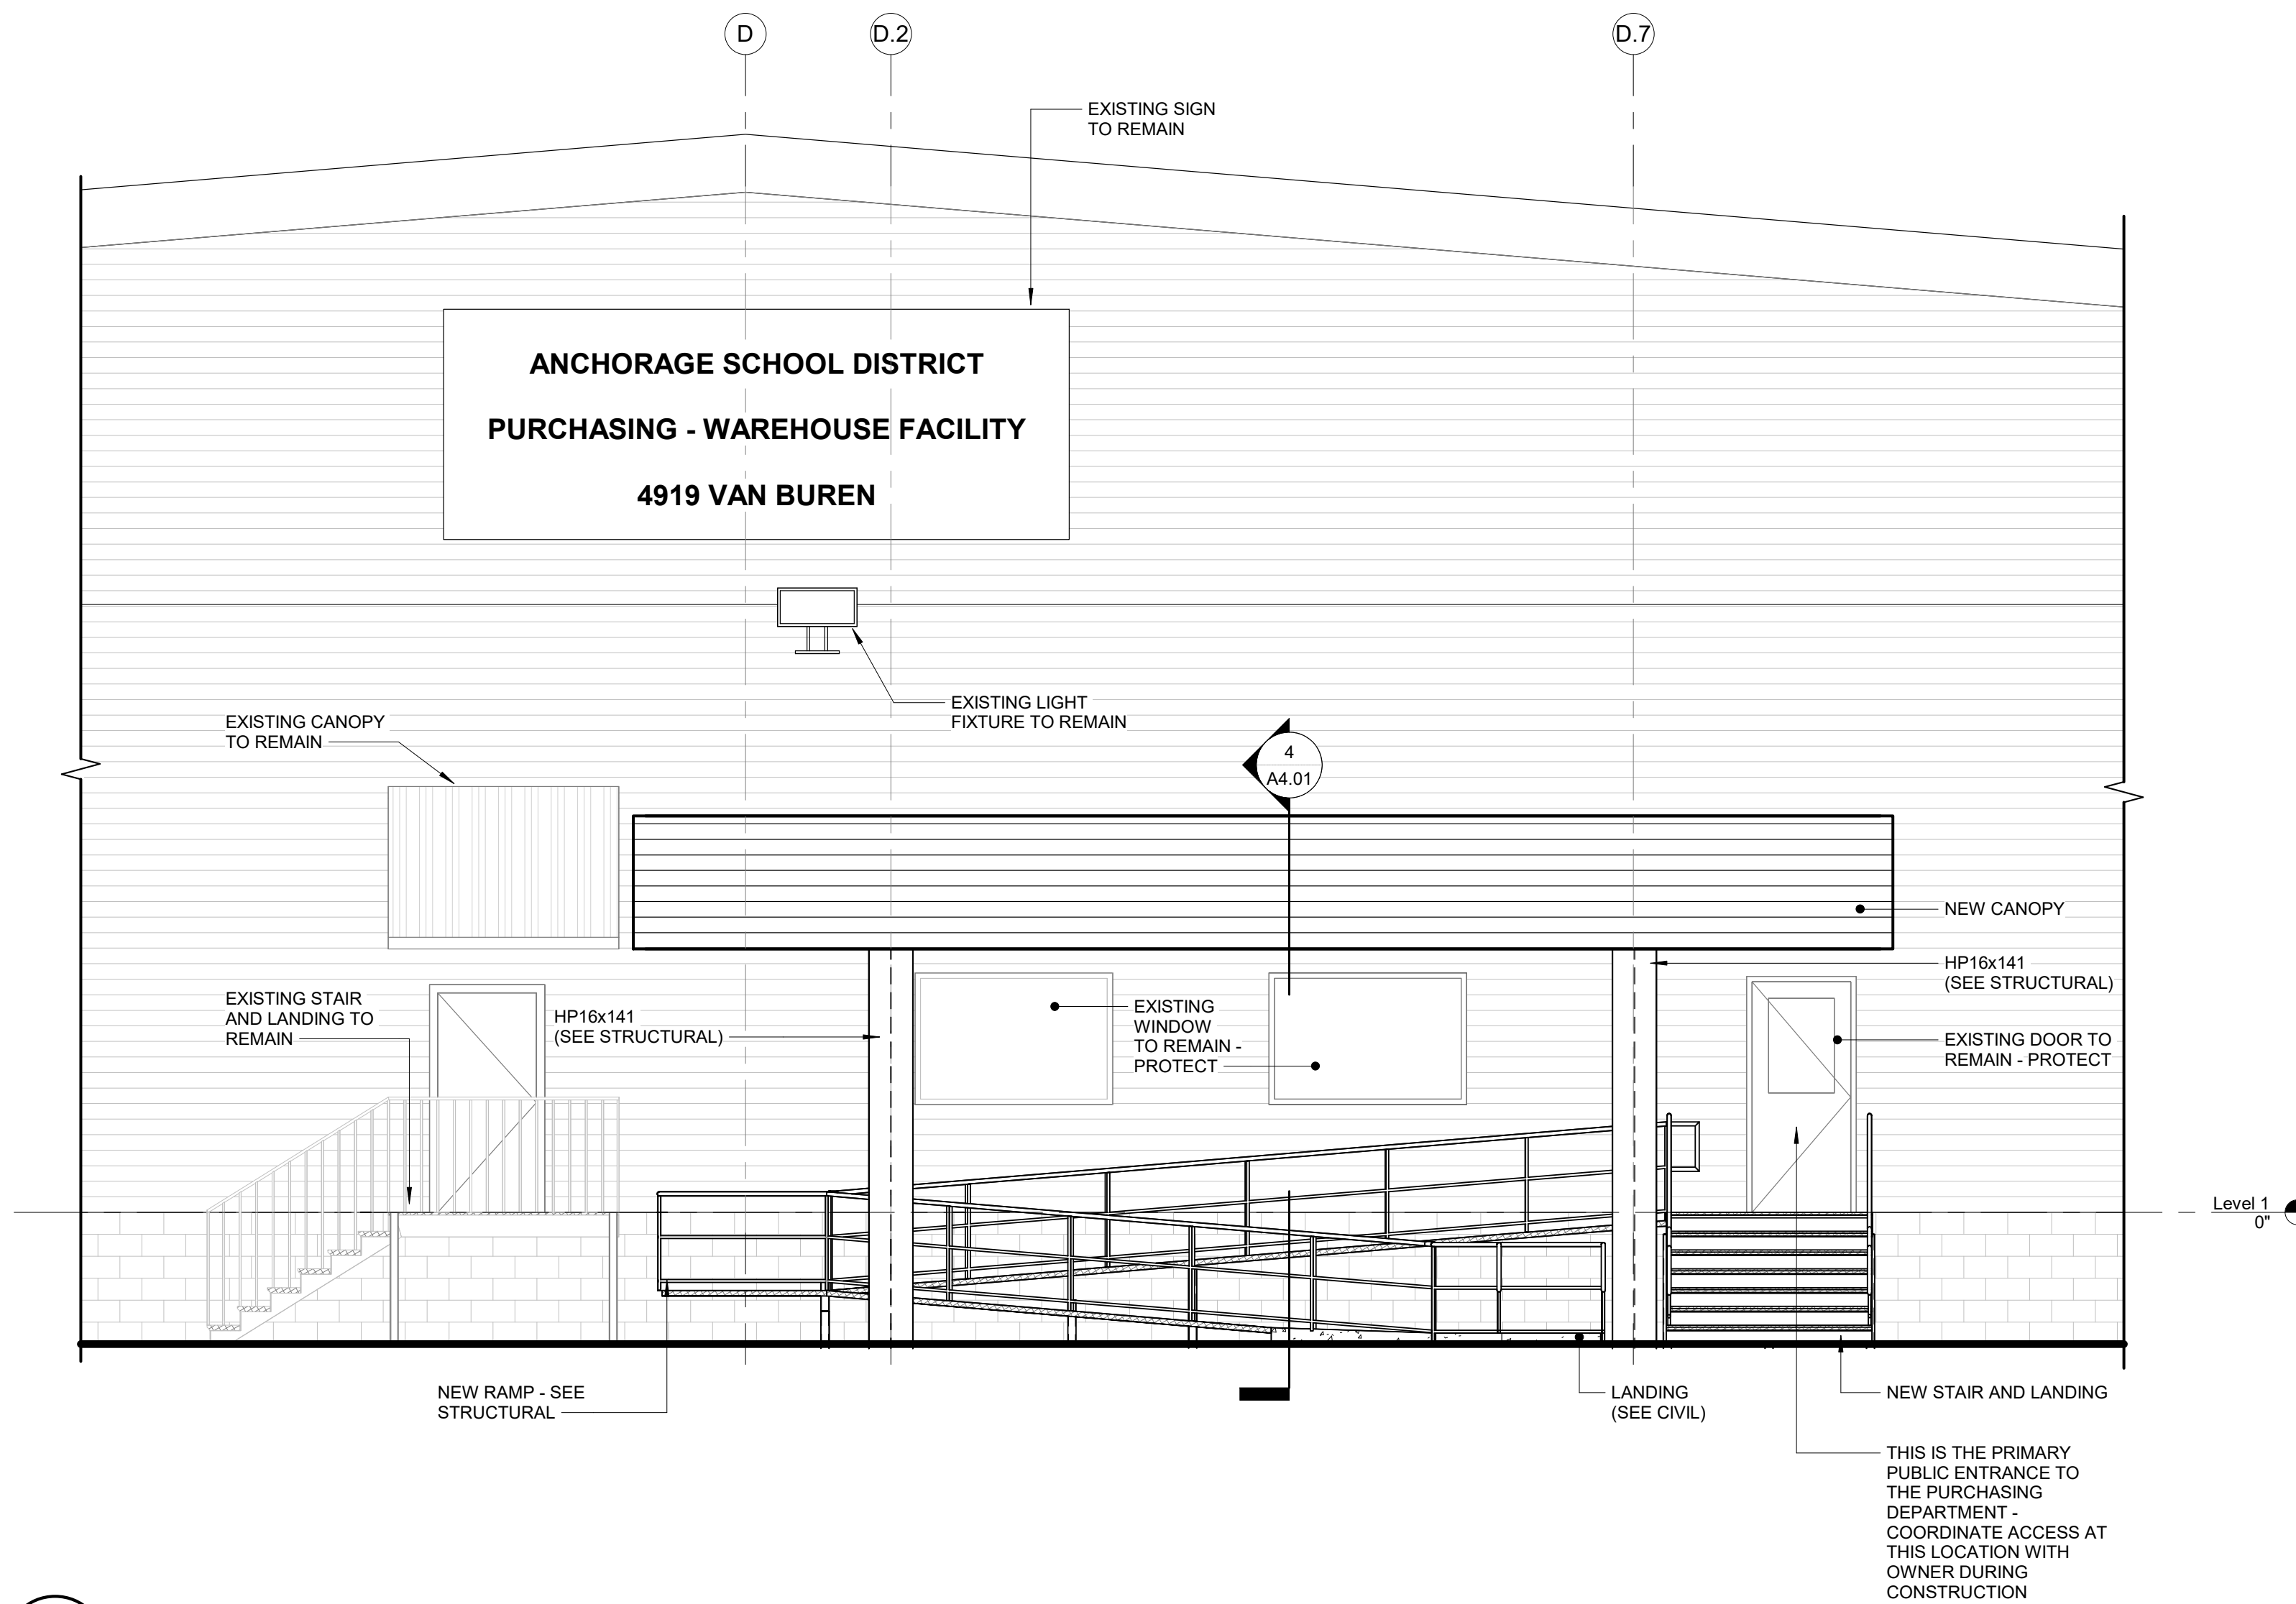 D
D.2
D.7
EXISTING SIGN
TO REMAIN
ANCHORAGE SCHOOL DISTRICT
PURCHASING - WAREHOUSE FACILITY
4919 VAN BUREN
EXISTING LIGHT
FIXTURE TO REMAIN
EXISTING CANOPY
TO REMAIN
4
A4.01
NEW CANOPY
HP16x141
(SEE STRUCTURAL)
EXISTING STAIR
AND LANDING TO
REMAIN
HP16x141
(SEE STRUCTURAL)
EXISTING
WINDOW
TO REMAIN -
PROTECT
EXISTING DOOR TO
REMAIN - PROTECT
Level 1
0"
NEW RAMP - SEE
STRUCTURAL
LANDING
(SEE CIVIL)
NEW STAIR AND LANDING
THIS IS THE PRIMARY
PUBLIC ENTRANCE TO
THE PURCHASING
DEPARTMENT -
COORDINATE ACCESS AT
THIS LOCATION WITH
OWNER DURING
CONSTRUCTION